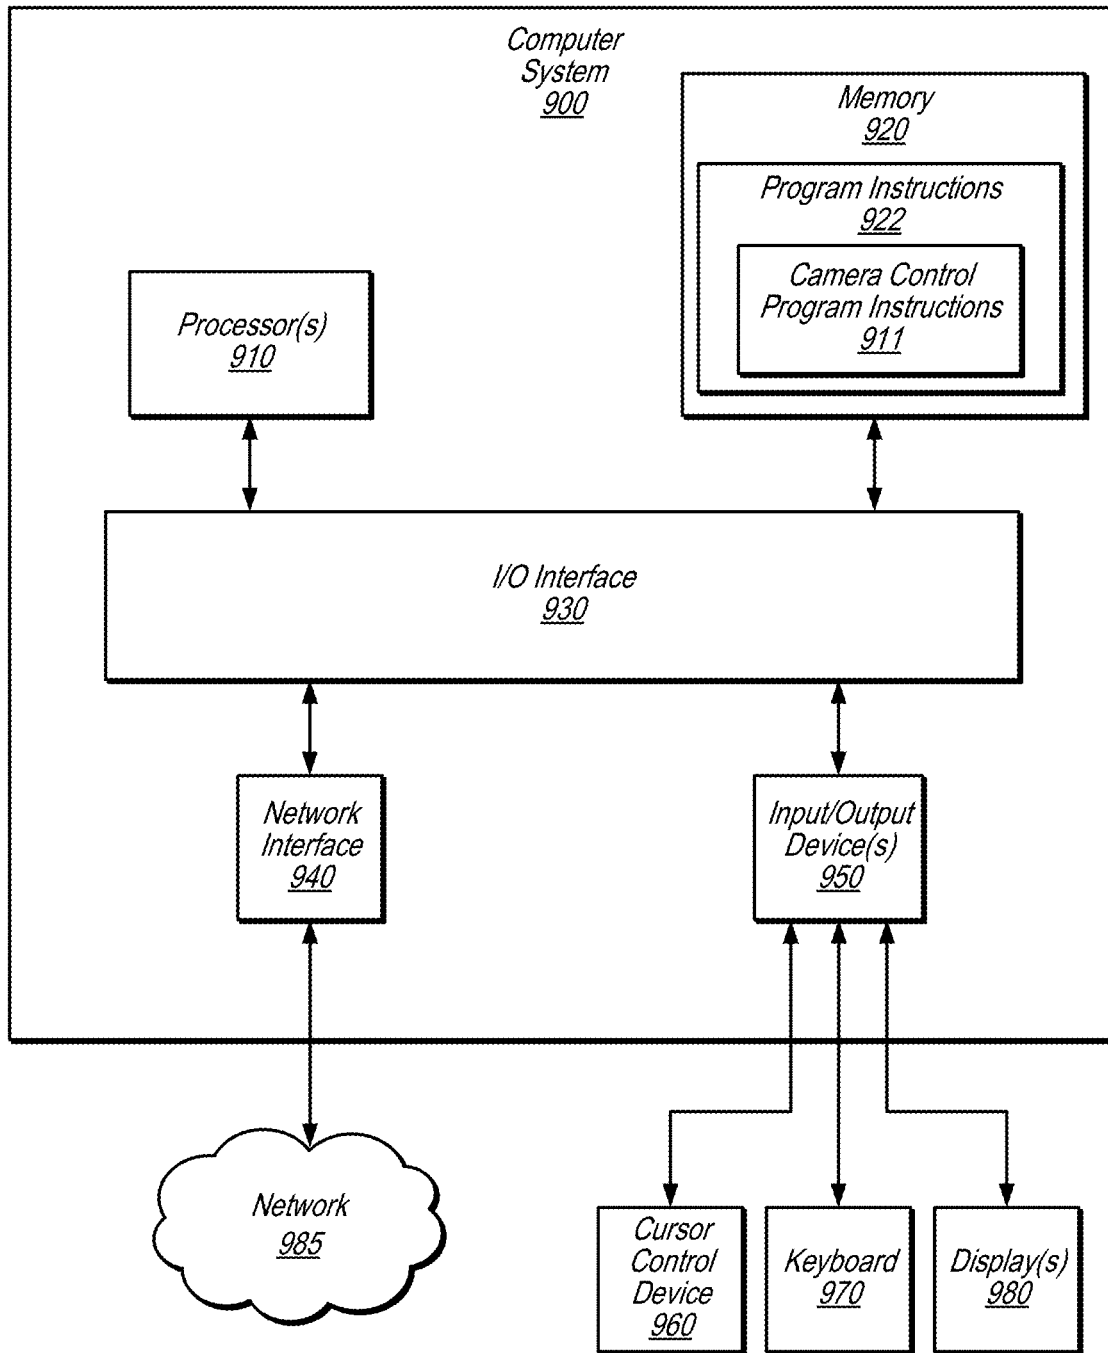 Computer
System
900
Memory
920
Program Instructions
922
Camera Control
Program Instructions
911
Processor(s)
910
I/O Interface
930
Network
Interface
940
Input/Output
Device(s)
950
Network
985
Cursor
Control
Device
960
Keyboard
970
Display(s)
980